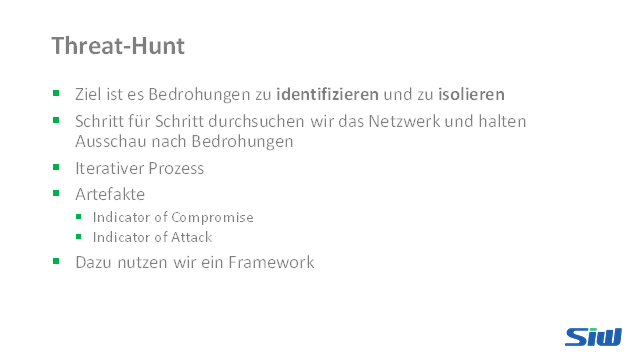 Threat-Hunt
Ziel ist es Bedrohungen zu identifizieren und zu isolieren
Schritt für Schritt durchsuchen wir das Netzwerk und halten
Ausschau nach Bedrohungen
Iterativer Prozess
Artefakte
Indicator of Compromise
Indicator of Attack
Dazu nutzen wir ein Framework
SiW